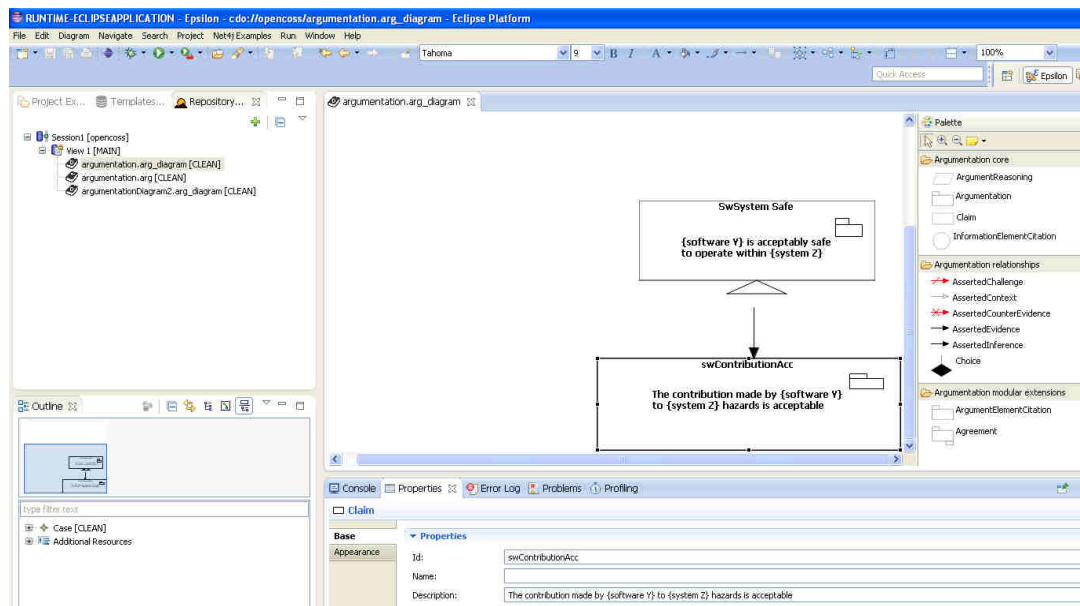 RUNTIME-ECLIPSEAPPLICATION - Epsilon - cdo://opencoss/argumentation.arg_diagram - Eclipse Platform
File Edit Diagram Navigate Search Project Net4j Examples Run Window Help
Tahoma 9 B I A 100%
Quick Access
Epsilon
Project Ex... Templates... Repository...
Session1 [opencoss]
View 1 [MAIN]
argumentation.arg_diagram [CLEAN]
argumentation.arg [CLEAN]
argumentationDiagram2.arg_diagram [CLEAN]
Outline
type filter text
Case [CLEAN]
Additional Resources
argumentation.arg_diagram
SwSystem Safe
{software Y} is acceptably safe
to operate within {system Z}
swContributionAcc
The contribution made by {software Y}
to {system Z} hazards is acceptable
Palette
Argumentation core
ArgumentReasoning
Argumentation
Claim
InformationElementCitation
Argumentation relationships
AssertedChallenge
AssertedContext
AssertedCounterEvidence
AssertedEvidence
AssertedInference
Choice
Argumentation modular extensions
ArgumentElementCitation
Agreement
Console Properties Error Log Problems Profiling
Claim
Base
Appearance
Properties
Id: swContributionAcc
Name:
Description: The contribution made by {software Y} to {system Z} hazards is acceptable